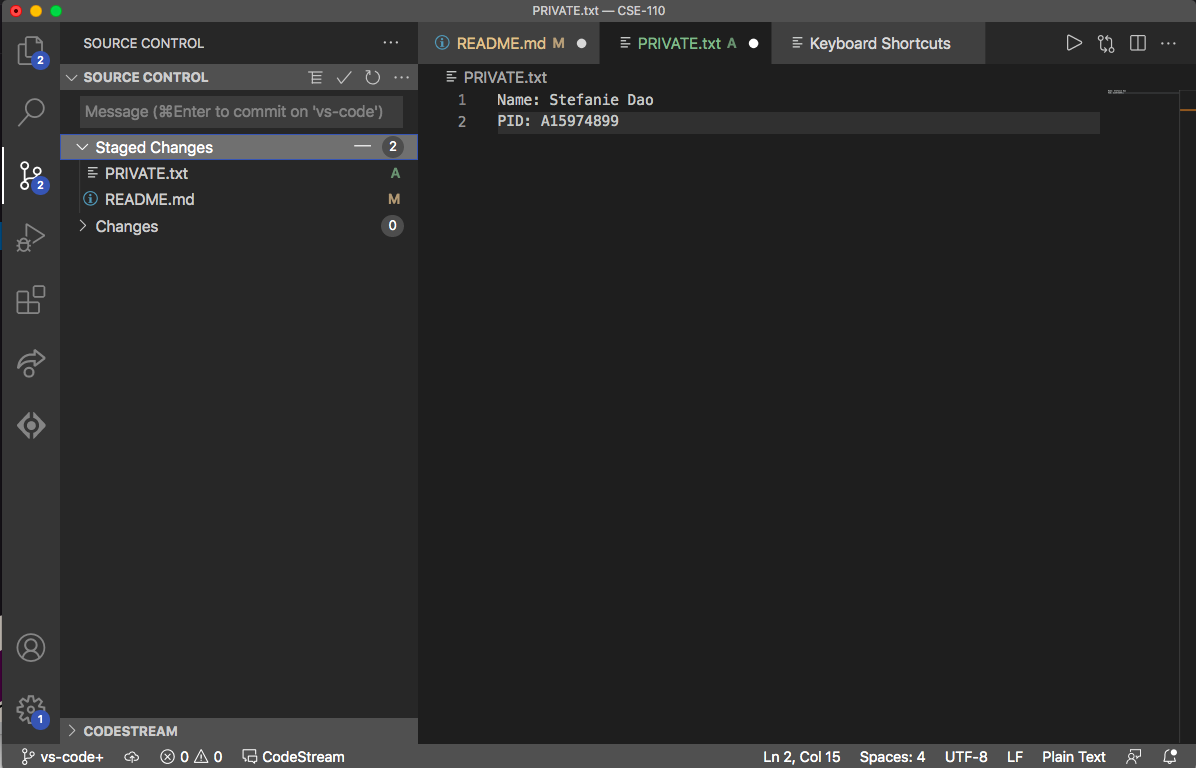 PRIVATE.txt — CSE-110
2
SOURCE CONTROL
README.md M
PRIVATE.txt A
Keyboard Shortcuts
SOURCE CONTROL
PRIVATE.txt
Message (⌘Enter to commit on 'vs-code')
1 Name: Stefanie Dao
2 PID: A15974899
Staged Changes 2
PRIVATE.txt A
2
README.md M
Changes 0
1
CODESTREAM
vs-code+ 0 0 CodeStream Ln 2, Col 15 Spaces: 4 UTF-8 LF Plain Text